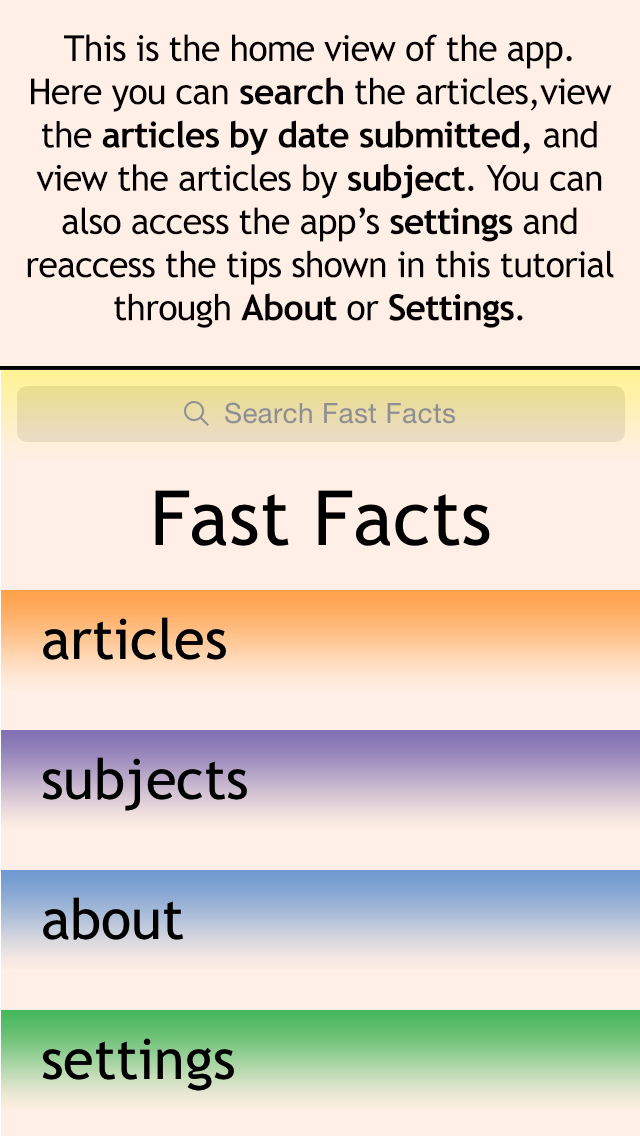 This is the home view of the app.
Here you can search the articles,view
the articles by date submitted, and
view the articles by subject. You can
also access the app’s settings and
reaccess the tips shown in this tutorial
through About or Settings.
Search Fast Facts
Fast Facts
articles
subjects
about
settings